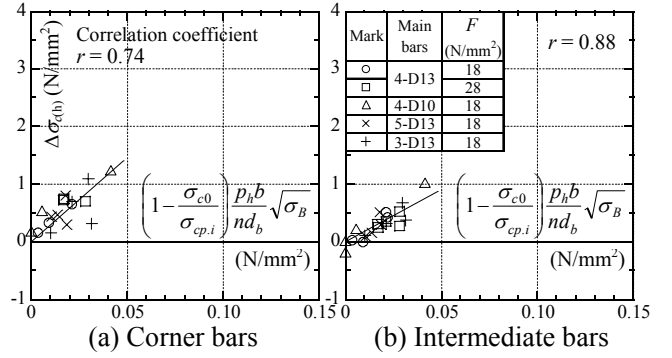 Correlation coefficient
r = 0.74
Δσc(h) (N/mm²)
4
3
2
1
0
-1
(1 - σc0/σcp.i) phb/ndb √σB
(N/mm²)
0 0.05 0.10 0.15
(a) Corner bars
Mark Main bars F (N/mm²)
4-D13 18
28
4-D10 18
5-D13 18
3-D13 18
r = 0.88
4
3
2
1
0
-1
(1 - σc0/σcp.i) phb/ndb √σB
(N/mm²)
0 0.05 0.10 0.15
(b) Intermediate bars